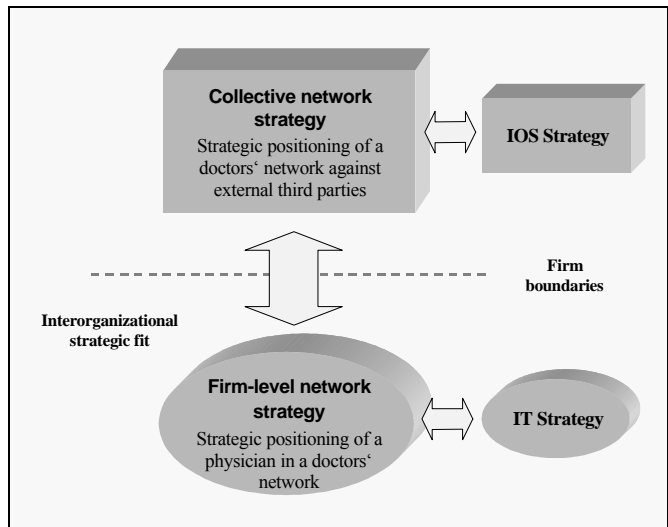 Collective network
strategy
Strategic positioning of a
doctors‘ network against
external third parties
IOS Strategy
Firm
boundaries
Interorganizational
strategic fit
Firm-level network
strategy
Strategic positioning of a
physician in a doctors‘
network
IT Strategy